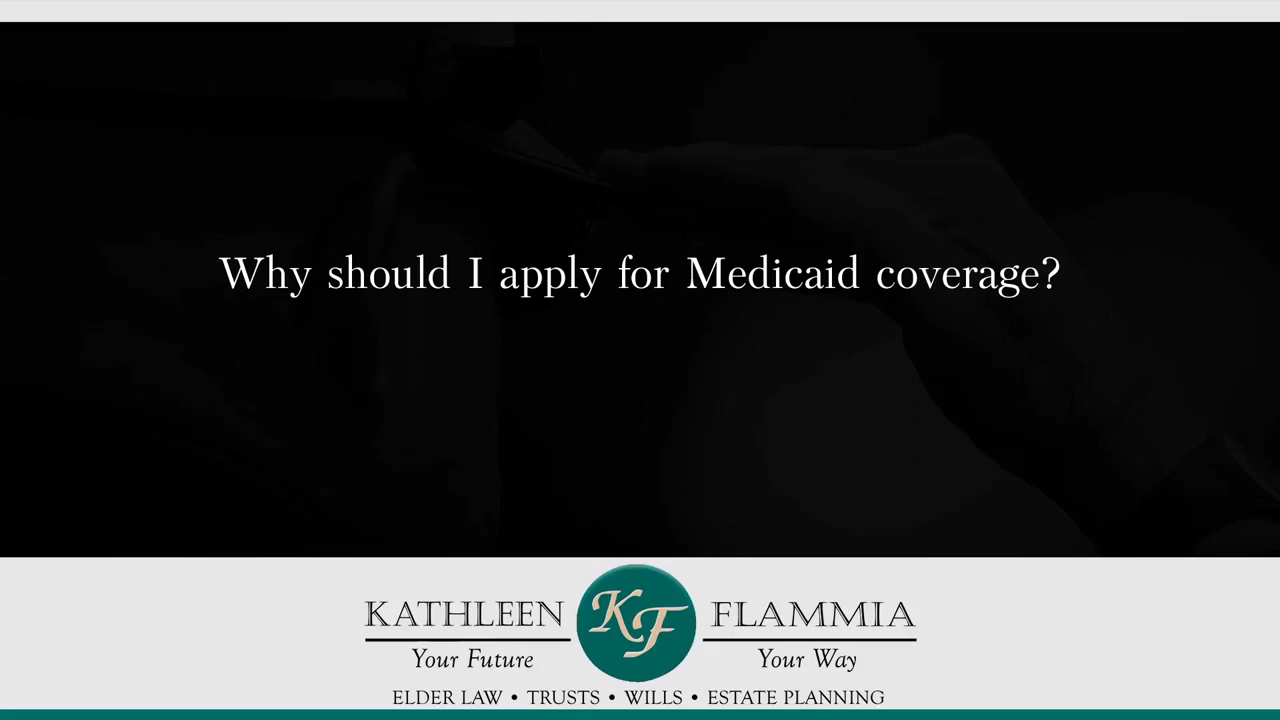 Why should I apply for Medicaid coverage?
KATHLEEN KF FLAMMIA
Your Future Your Way
ELDER LAW • TRUSTS • WILLS • ESTATE PLANNING